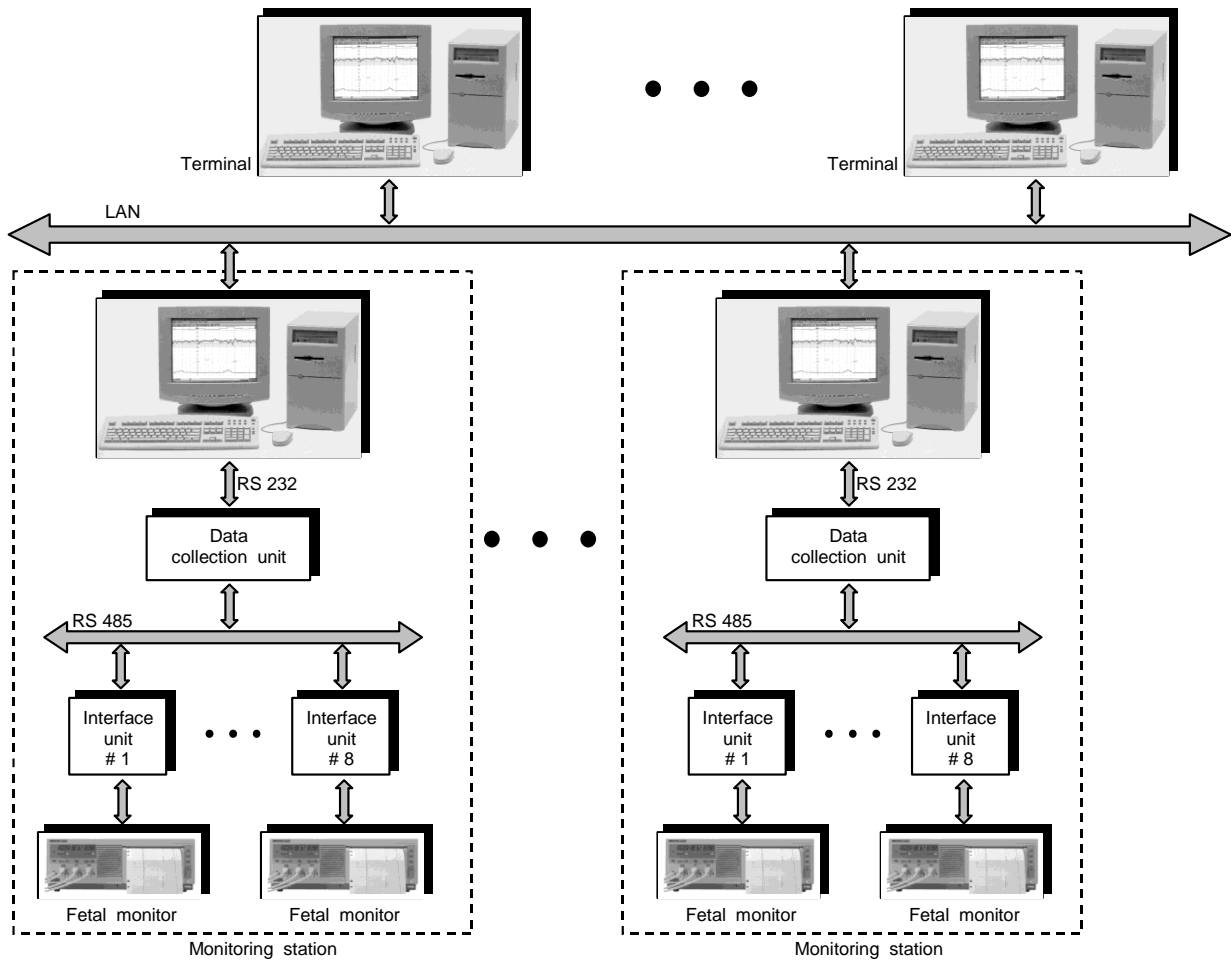 Terminal
Terminal
LAN
RS 232
RS 232
Data
collection unit
Data
collection unit
RS 485
RS 485
Interface
unit
# 1
Interface
unit
# 8
Interface
unit
# 1
Interface
unit
# 8
Fetal monitor
Fetal monitor
Fetal monitor
Fetal monitor
Monitoring station
Monitoring station